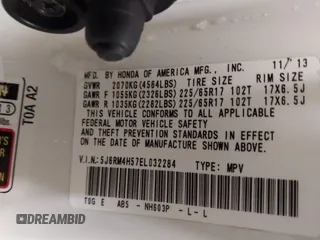 MFD. BY HONDA OF AMERICA MFG., INC. 11/13
GVWR 2070KG(4564LBS) TIRE SIZE RIM SIZE
GAWR F 1055KG(2326LBS)225/65R17 102T 17X6.5J
GAWR R 1035KG(2282LBS)225/65R17 102T 17X6.5J
THIS VEHICLE CONFORMS TO ALL APPLICABLE
FEDERAL MOTOR VEHICLE SAFETY
AND THEFT PREVENTION STANDARDS IN EFFECT
ON THE DATE OF MANUFACTURE SHOWN ABOVE.
V.I.N: 5J6RM4H57EL032284 TYPE: MPV
T0G E ABS - NH603P - L - L
T0A A2
DREAMBID